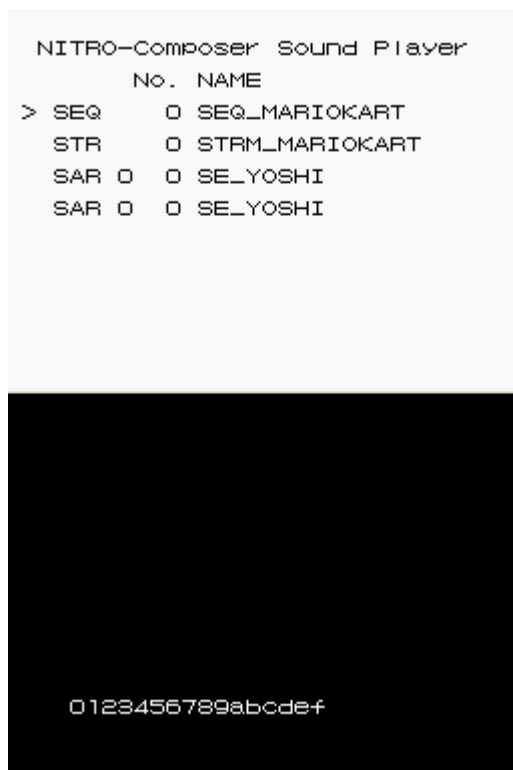 NITRO-Composer Sound Player
No. NAME
> SEQ 0 SEQ_MARIOKART
STR 0 STRM_MARIOKART
SAR 0 0 SE_YOSHI
SAR 0 0 SE_YOSHI
0123456789abcdef